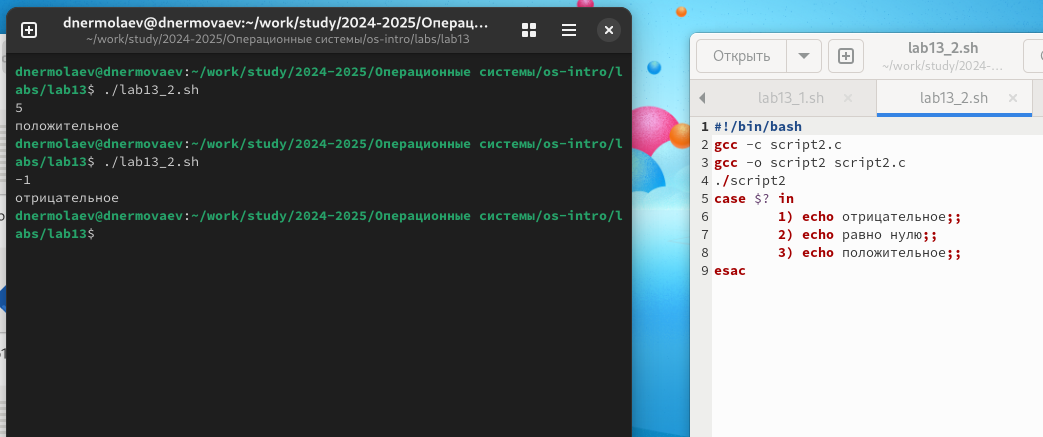 dnermolaev@dnermovaev:~/work/study/2024-2025/Операц...
~/work/study/2024-2025/Операционные системы/os-intro/labs/lab13
dnermolaev@dnermovaev:~/work/study/2024-2025/Операционные системы/os-intro/l
abs/lab13$ ./lab13_2.sh
5
положительное
dnermolaev@dnermovaev:~/work/study/2024-2025/Операционные системы/os-intro/l
abs/lab13$ ./lab13_2.sh
-1
отрицательное
dnermolaev@dnermovaev:~/work/study/2024-2025/Операционные системы/os-intro/l
abs/lab13$
Открыть
lab13_2.sh
~/work/study/2024-...
lab13_1.sh
lab13_2.sh
1 #!/bin/bash
2 gcc -c script2.c
3 gcc -o script2 script2.c
4 ./script2
5 case $? in
6         1) echo отрицательное;;
7         2) echo равно нулю;;
8         3) echo положительное;;
9 esac